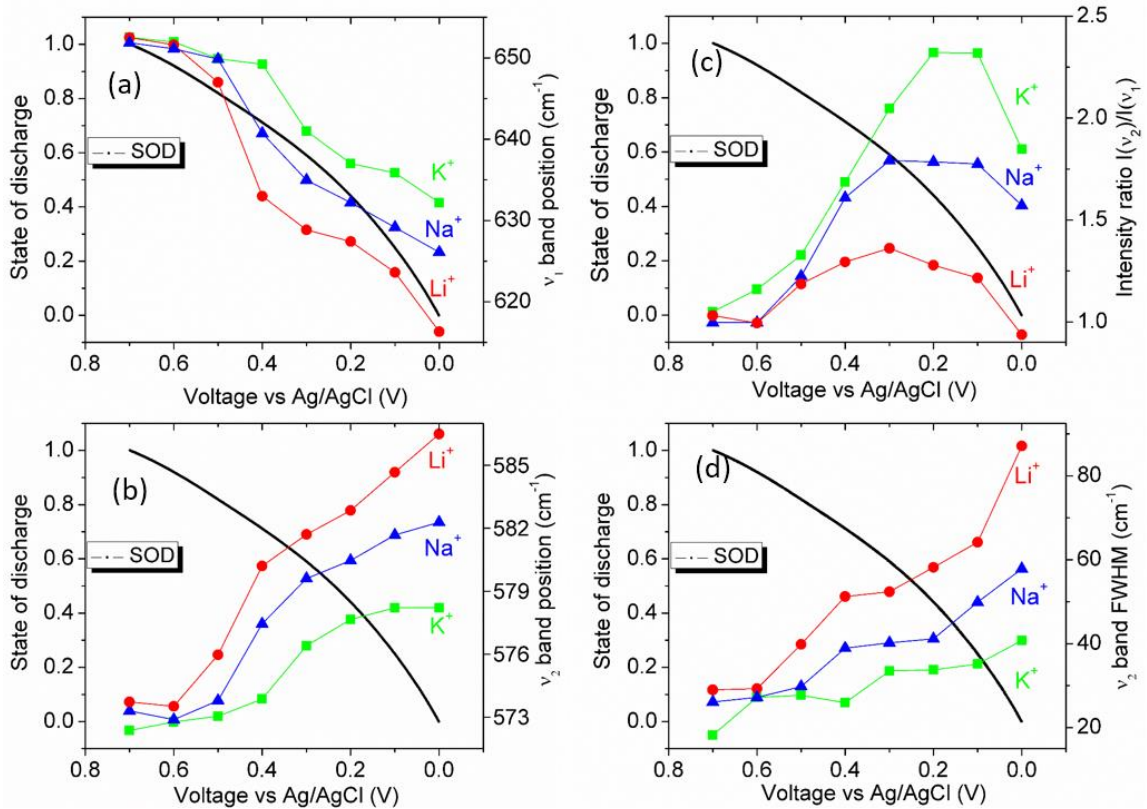 (a)
State of discharge
1.0
0.8
0.6
0.4
0.2
0.0
SOD
K⁺
Na⁺
Li⁺
650
640
630
620
ν₁ band position (cm⁻¹)
0.8 0.6 0.4 0.2 0.0
Voltage vs Ag/AgCl (V)
(c)
State of discharge
1.0
0.8
0.6
0.4
0.2
0.0
SOD
K⁺
Na⁺
Li⁺
2.5
2.0
1.5
1.0
Intensity ratio I(ν₂)/I(ν₁)
0.8 0.6 0.4 0.2 0.0
Voltage vs Ag/AgCl (V)
(b)
State of discharge
1.0
0.8
0.6
0.4
0.2
0.0
SOD
Li⁺
Na⁺
K⁺
585
582
579
576
573
ν₂ band position (cm⁻¹)
0.8 0.6 0.4 0.2 0.0
Voltage vs Ag/AgCl (V)
(d)
State of discharge
1.0
0.8
0.6
0.4
0.2
0.0
SOD
Li⁺
Na⁺
K⁺
80
60
40
20
ν₂ band FWHM (cm⁻¹)
0.8 0.6 0.4 0.2 0.0
Voltage vs Ag/AgCl (V)